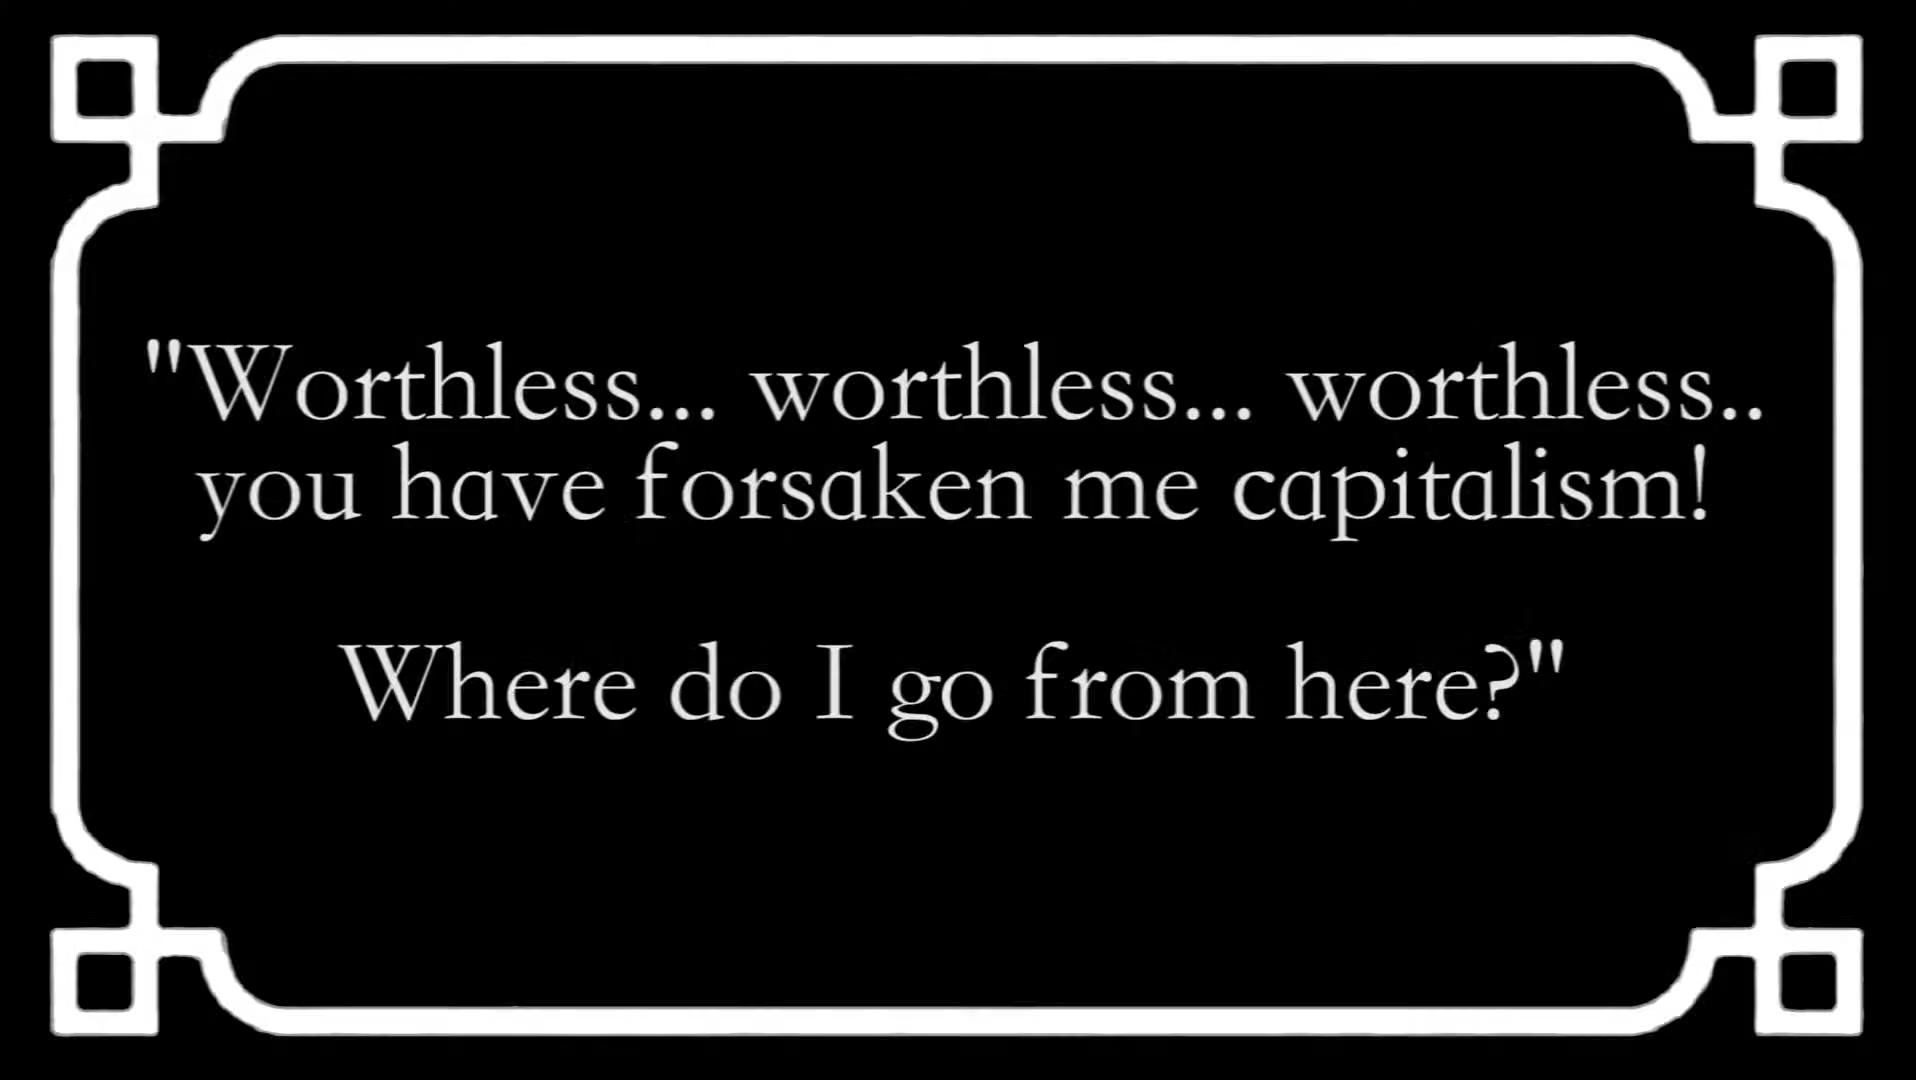 "Worthless... worthless... worthless..
you have forsaken me capitalism!
Where do I go from here?"